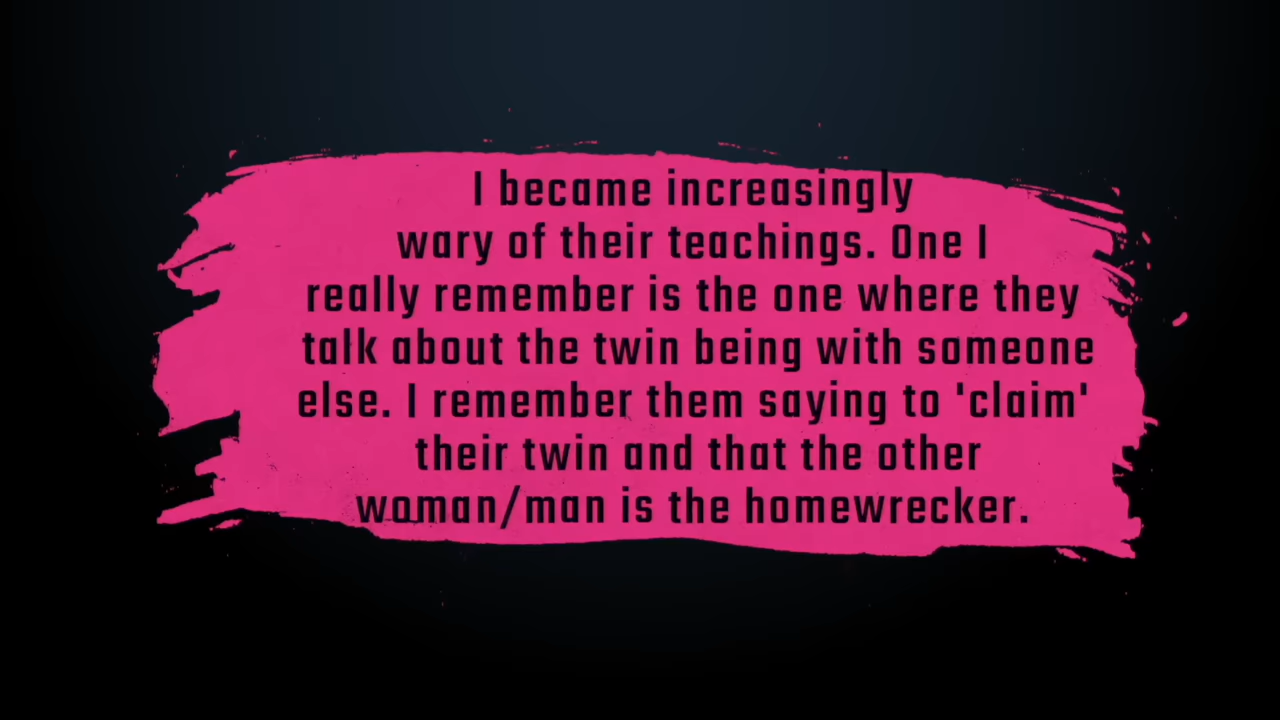 I became increasingly
wary of their teachings. One I
really remember is the one where they
talk about the twin being with someone
else. I remember them saying to 'claim'
their twin and that the other
woman/man is the homewrecker.